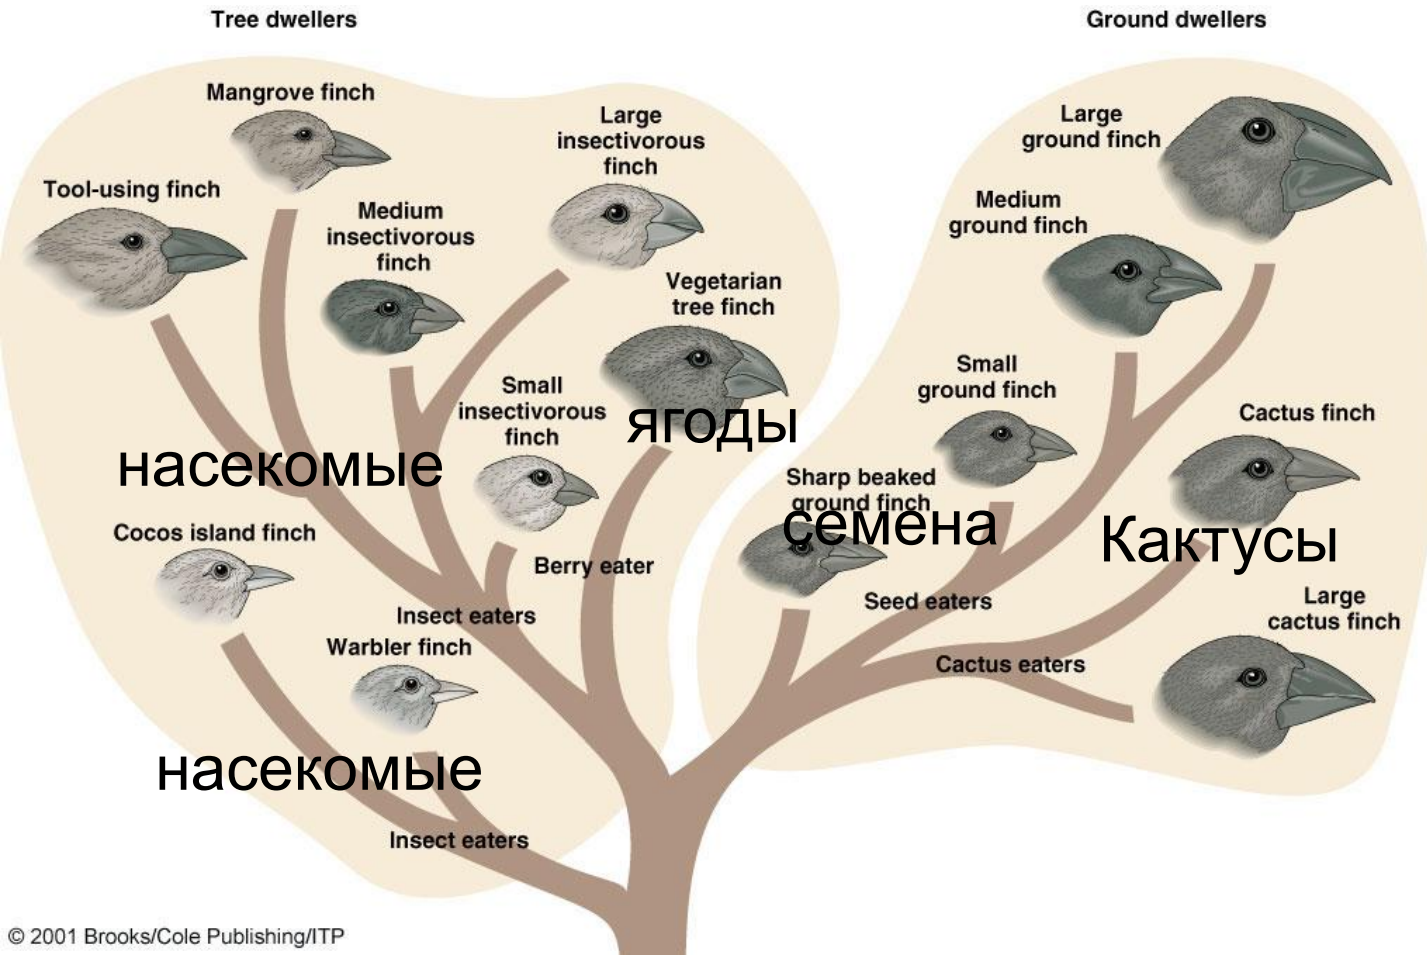 Tree dwellers
Ground dwellers
Mangrove finch
Large
insectivorous
finch
Tool-using finch
Medium
insectivorous
finch
Vegetarian
tree finch
Small
insectivorous
finch
ягоды
насекомые
Cocos island finch
Berry eater
Insect eaters
Warbler finch
насекомые
Insect eaters
Large
ground finch
Medium
ground finch
Small
ground finch
Cactus finch
Sharp beaked
ground finch
семена
Кактусы
Seed eaters
Large
cactus finch
Cactus eaters
© 2001 Brooks/Cole Publishing/ITP